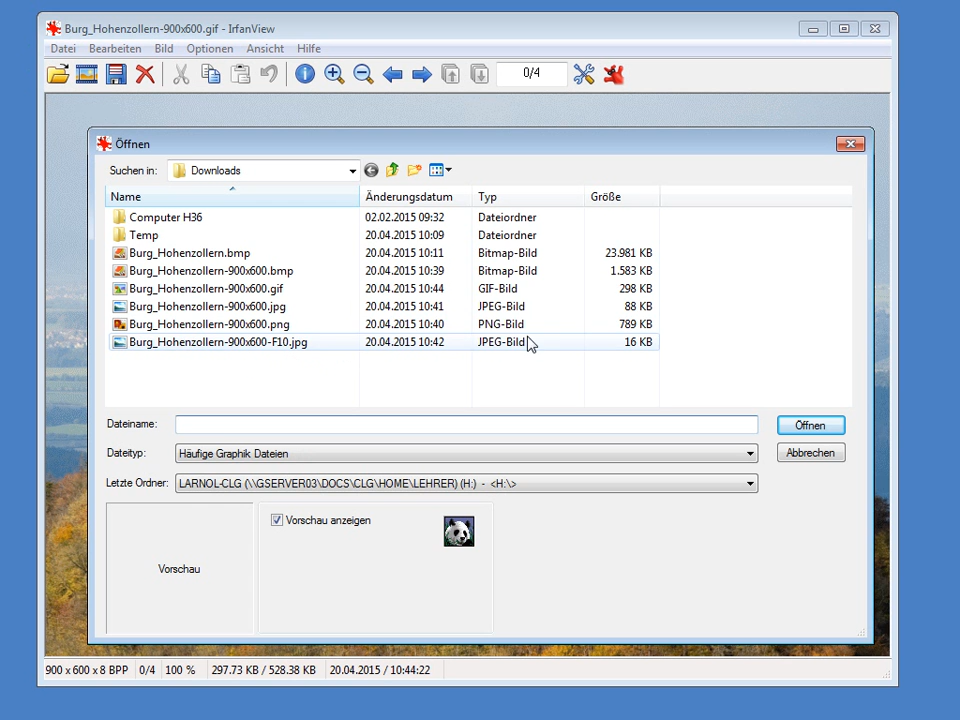 Burg_Hohenzollern-900x600.gif - IrfanView
Datei Bearbeiten Bild Optionen Ansicht Hilfe
0/4
Öffnen
Suchen in: Downloads
Name Änderungsdatum Typ Größe
Computer H36 02.02.2015 09:32 Dateiordner
Temp 20.04.2015 10:09 Dateiordner
Burg_Hohenzollern.bmp 20.04.2015 10:11 Bitmap-Bild 23.981 KB
Burg_Hohenzollern-900x600.bmp 20.04.2015 10:39 Bitmap-Bild 1.583 KB
Burg_Hohenzollern-900x600.gif 20.04.2015 10:44 GIF-Bild 298 KB
Burg_Hohenzollern-900x600.jpg 20.04.2015 10:41 JPEG-Bild 88 KB
Burg_Hohenzollern-900x600.png 20.04.2015 10:40 PNG-Bild 789 KB
Burg_Hohenzollern-900x600-F10.jpg 20.04.2015 10:42 JPEG-Bild 16 KB
Dateiname: Öffnen
Dateityp: Häufige Graphik Dateien Abbrechen
Letzte Ordner: LARNOL-CLG (\\GSERVER03\DOCS\CLG\HOME\LEHRER) (H:) - <H:\>
Vorschau anzeigen
Vorschau
900 x 600 x 8 BPP 0/4 100 % 297.73 KB / 528.38 KB 20.04.2015 / 10:44:22